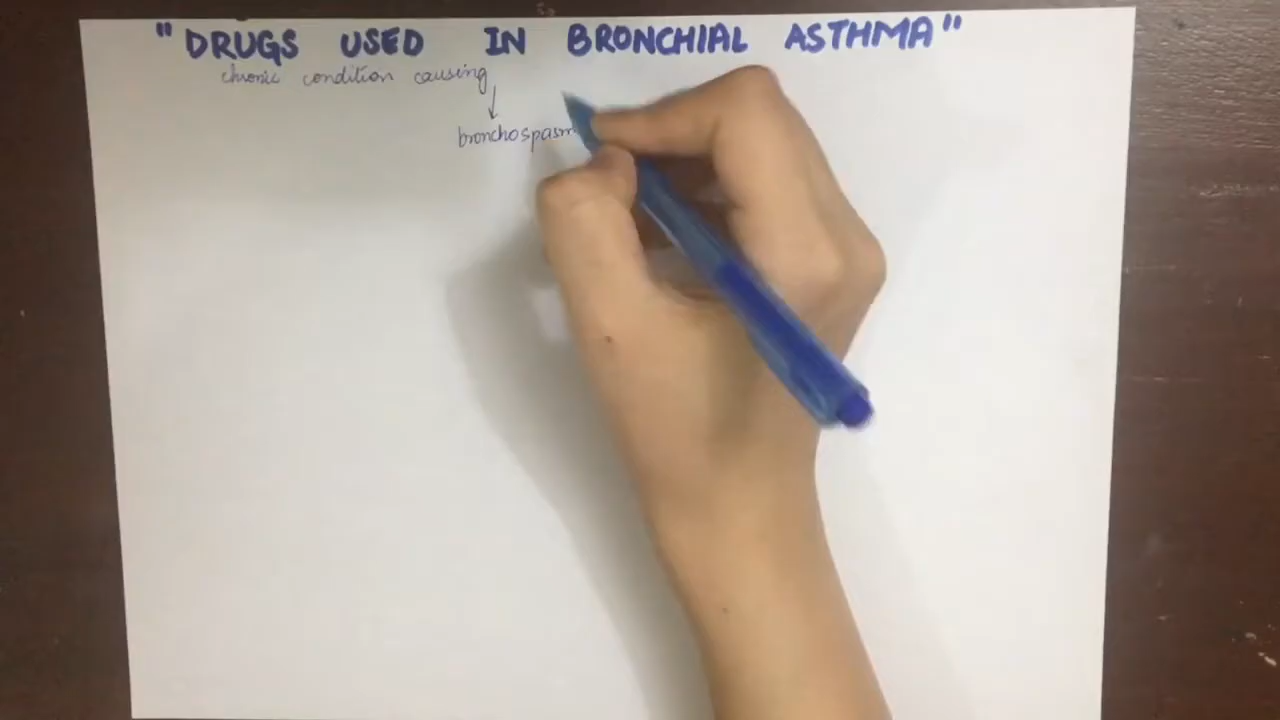 "DRUGS USED IN BRONCHIAL ASTHMA"
chronic condition causing
bronchospasm